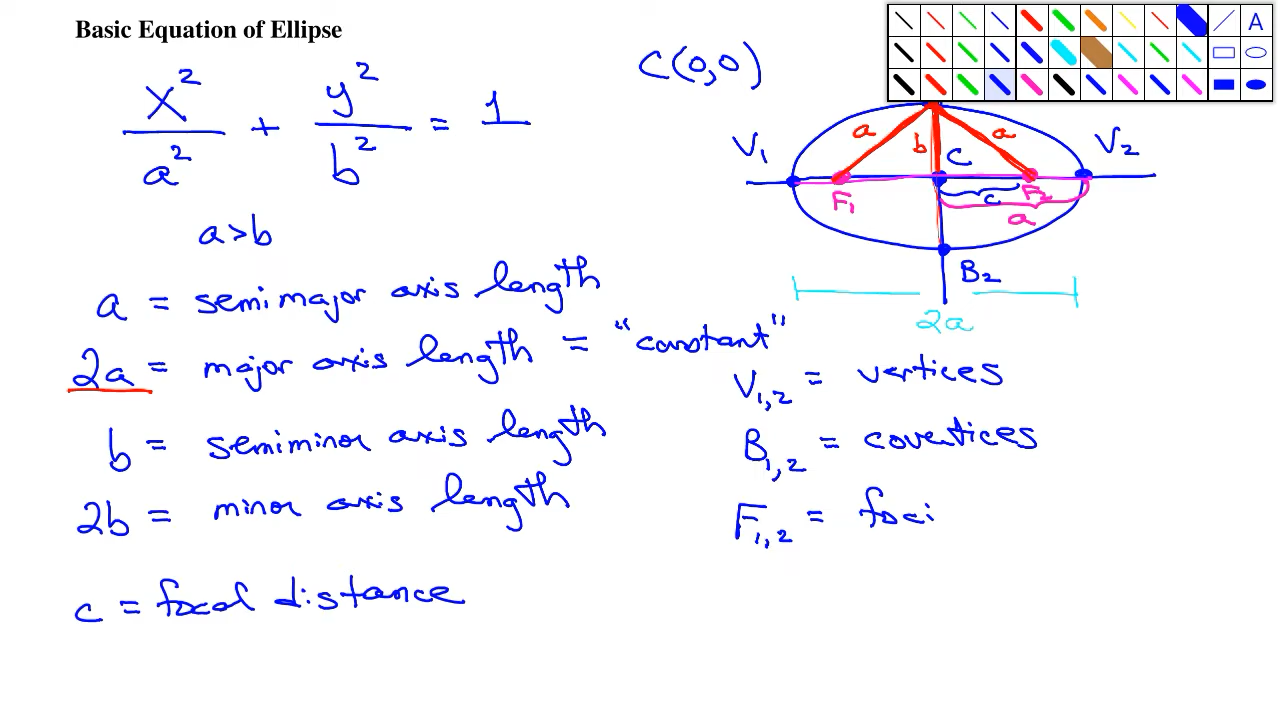 Basic Equation of Ellipse
x²/a² + y²/b² = 1
C(0,0)
A
a > b
V₁
V₂
a
a
b
C
F₁
F₂
c
a
B₂
2a
a = semimajor axis length
2a = major axis length = "constant"
b = semiminor axis length
2b = minor axis length
c = focal distance
V₁,₂ = vertices
B₁,₂ = covertices
F₁,₂ = foci